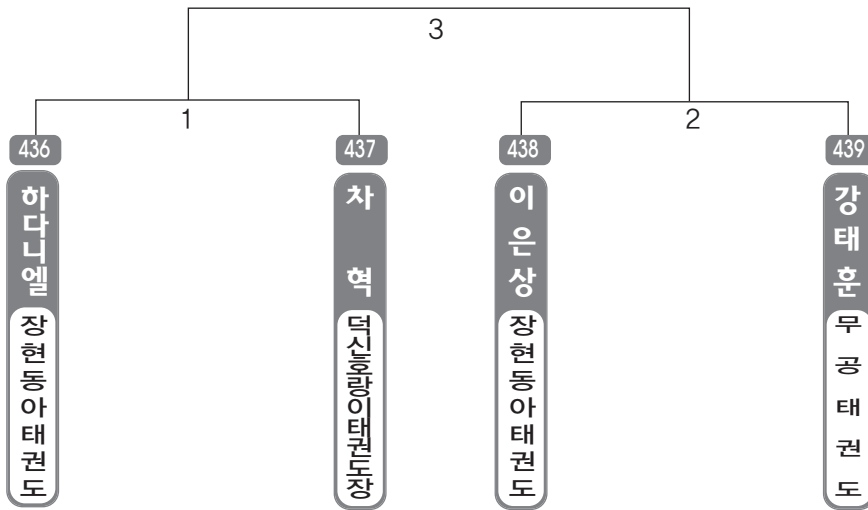 3
1
2
436
437
438
439
하다니엘
차 혁
이은상
강태훈
장현동아태권도
덕신호랑이태권도장
장현동아태권도
무공태권도